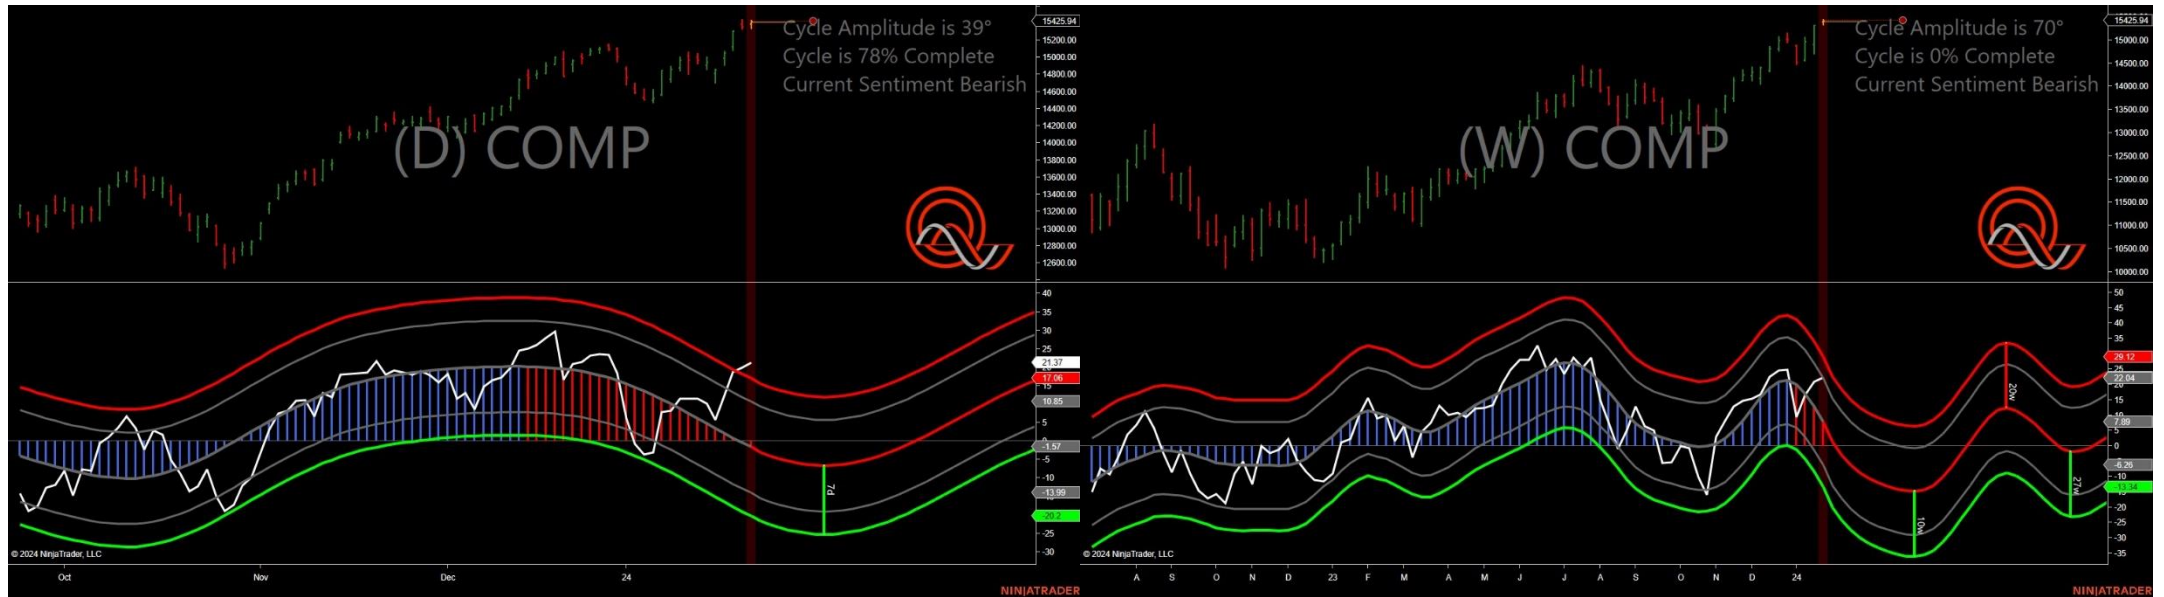 15425.94
Cycle Amplitude is 39°
Cycle is 78% Complete
Current Sentiment Bearish
(D) COMP
15200.00
15000.00
14800.00
14600.00
14400.00
14200.00
14000.00
13800.00
13600.00
13400.00
13200.00
13000.00
12800.00
12600.00
40
35
30
25
21.37
17.06
15
10.85
5
0
-1.57
-5
-10
-13.99
-20.2
-25
-30
7d
© 2024 NinjaTrader, LLC
Oct
Nov
Dec
24
NINJATRADER
15425.94
Cycle Amplitude is 70°
Cycle is 0% Complete
Current Sentiment Bearish
(W) COMP
15000.00
14500.00
14000.00
13500.00
13000.00
12500.00
12000.00
11500.00
11000.00
10500.00
10000.00
50
45
40
35
29.12
25
22.04
15
10
7.89
5
0
-6.26
-10
-13.34
-20
-25
-30
-35
10w
20w
27w
© 2024 NinjaTrader, LLC
A
S
O
N
D
23
F
M
A
M
J
J
A
S
O
N
D
24
NINJATRADER